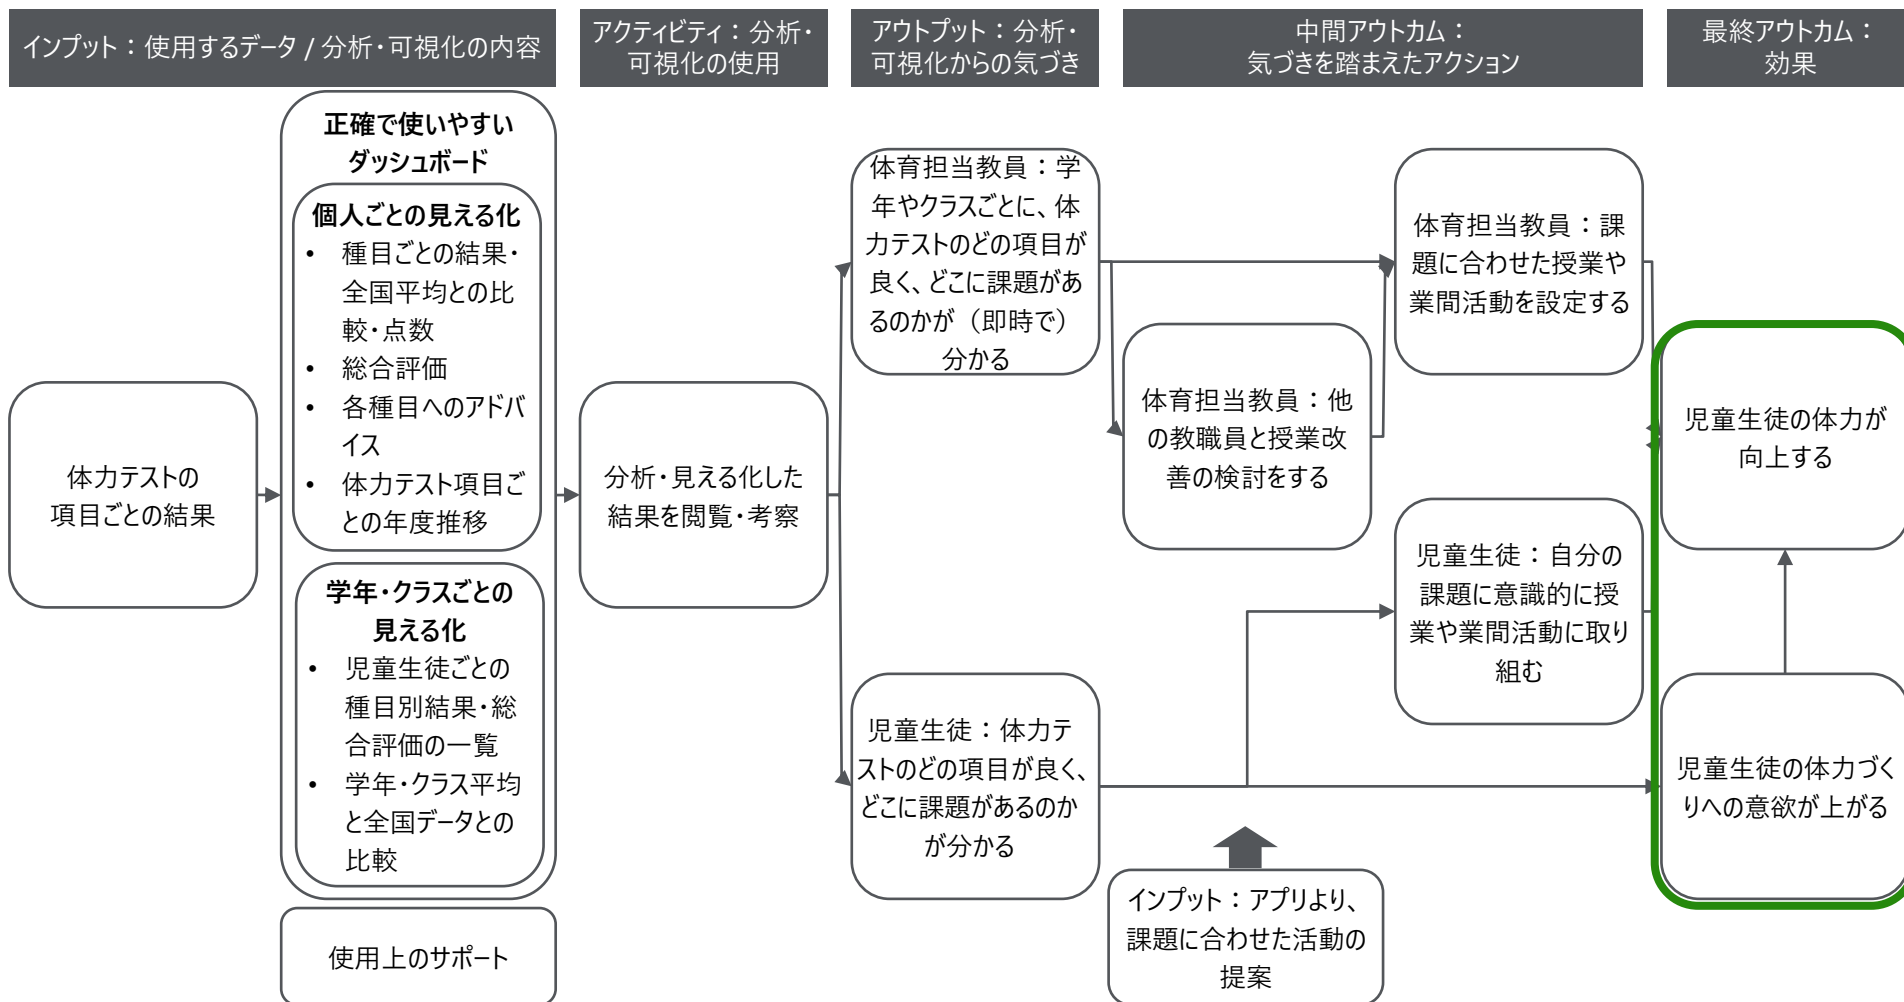 インプット：使用するデータ / 分析・可視化の内容
アクティビティ：分析・
可視化の使用
アウトプット：分析・
可視化からの気づき
中間アウトカム：
気づきを踏まえたアクション
最終アウトカム：
効果
体力テストの
項目ごとの結果
正確で使いやすい
ダッシュボード
個人ごとの見える化
• 種目ごとの結果・
全国平均との比
較・点数
• 総合評価
• 各種目へのアドバ
イス
• 体力テスト項目ご
との年度推移
学年・クラスごとの
見える化
• 児童生徒ごとの
種目別結果・総
合評価の一覧
• 学年・クラス平均
と全国データとの
比較
使用上のサポート
分析・見える化した
結果を閲覧・考察
体育担当教員：学
年やクラスごとに、体
力テストのどの項目が
良く、どこに課題があ
るのかが（即時で）
分かる
児童生徒：体力テ
ストのどの項目が良く、
どこに課題があるのか
が分かる
体育担当教員：他
の教職員と授業改
善の検討をする
インプット：アプリより、
課題に合わせた活動の
提案
体育担当教員：課
題に合わせた授業や
業間活動を設定する
児童生徒：自分の
課題に意識的に授
業や業間活動に取り
組む
児童生徒の体力が
向上する
児童生徒の体力づく
りへの意欲が上がる